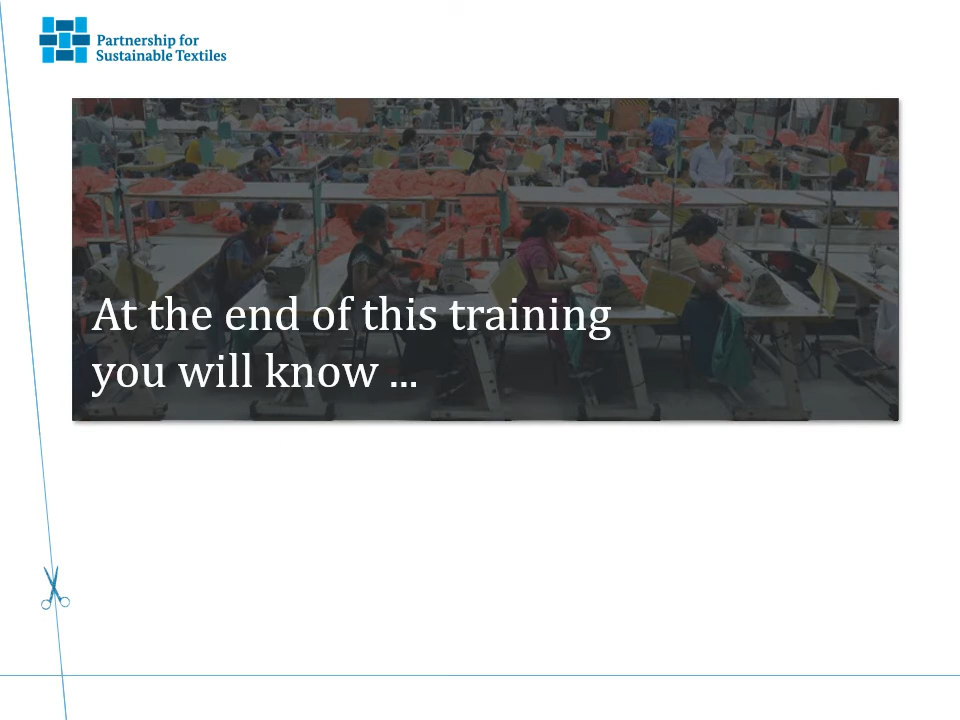 Partnership for
Sustainable Textiles
At the end of this training
you will know ...